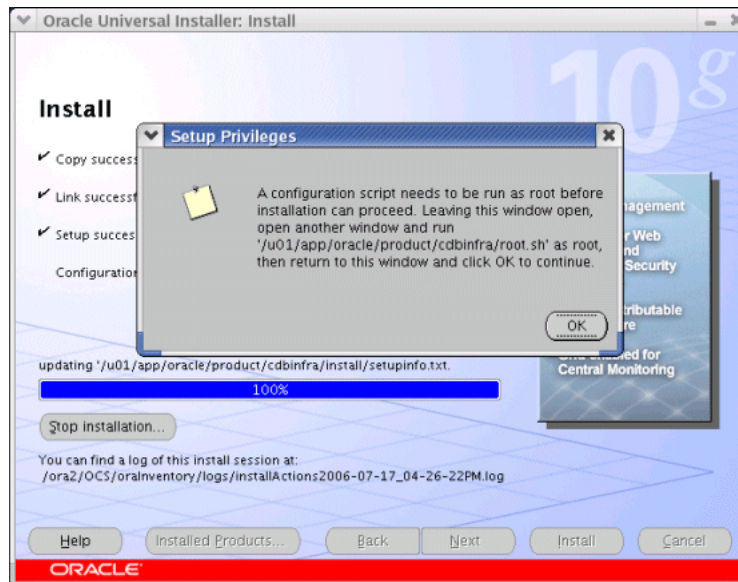 Oracle Universal Installer: Install
10g
Install
Setup Privileges
Copy success
Link successf
Setup succes
Configuration
A configuration script needs to be run as root before
installation can proceed. Leaving this window open,
open another window and run
'/u01/app/oracle/product/cdbinfra/root.sh' as root,
then return to this window and click OK to continue.
OK
agement
r Web
nd
Security
tributable
re
Grid enabled for
Central Monitoring
updating '/u01/app/oracle/product/cdbinfra/install/setupinfo.txt.
100%
Stop installation...
You can find a log of this install session at:
/ora2/OCS/oraInventory/logs/installActions2006-07-17_04-26-22PM.log
Help
Installed Products...
Back
Next
Install
Cancel
ORACLE